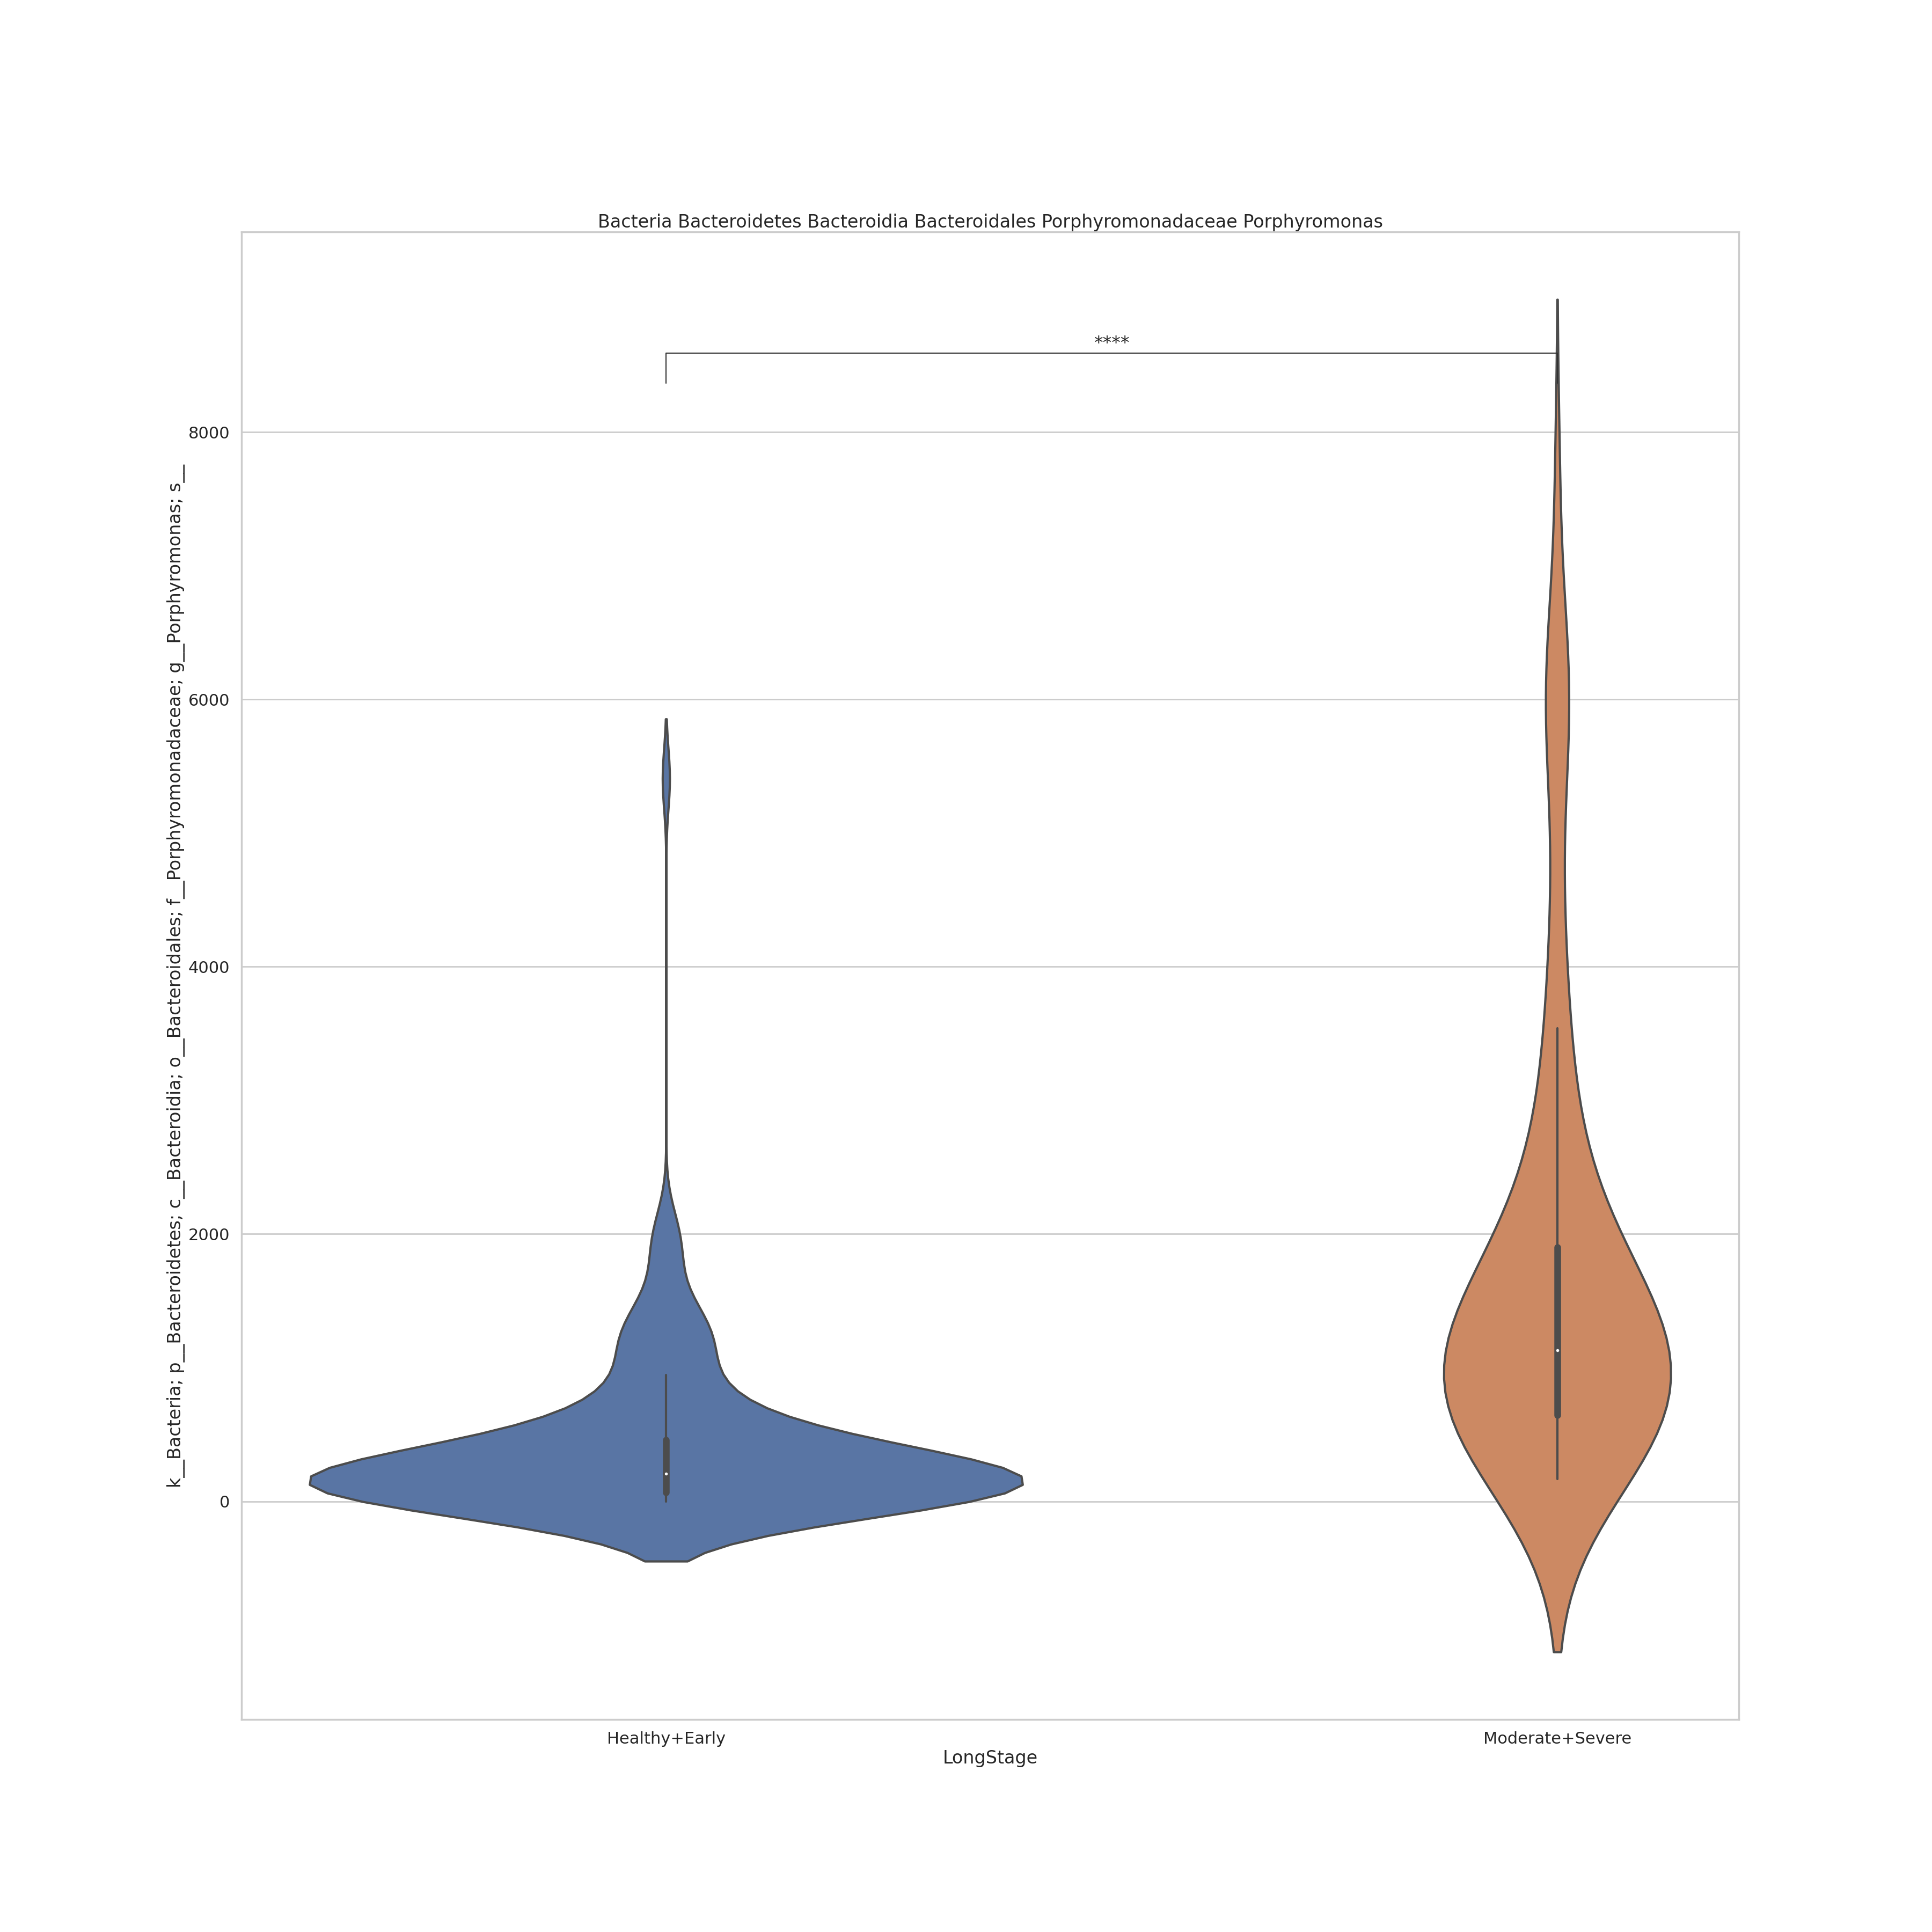 Bacteria Bacteroidetes Bacteroidia Bacteroidales Porphyromonadaceae Porphyromonas
****
8000
6000
4000
2000
0
k__Bacteria; p__Bacteroidetes; c__Bacteroidia; o__Bacteroidales; f__Porphyromonadaceae; g__Porphyromonas; s__
Healthy+Early
Moderate+Severe
LongStage